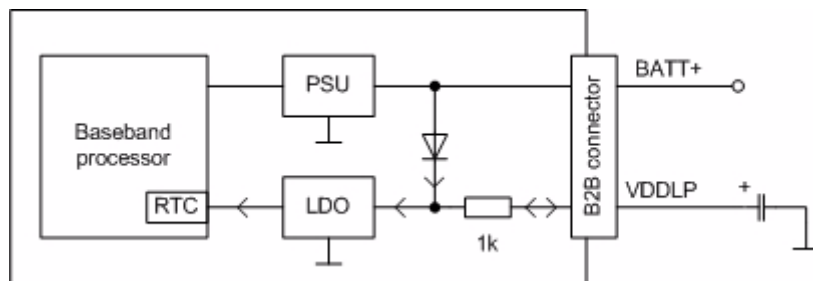 BATT+
PSU
Baseband
processor
B2B connector
VDDLP
+
RTC
LDO
1k